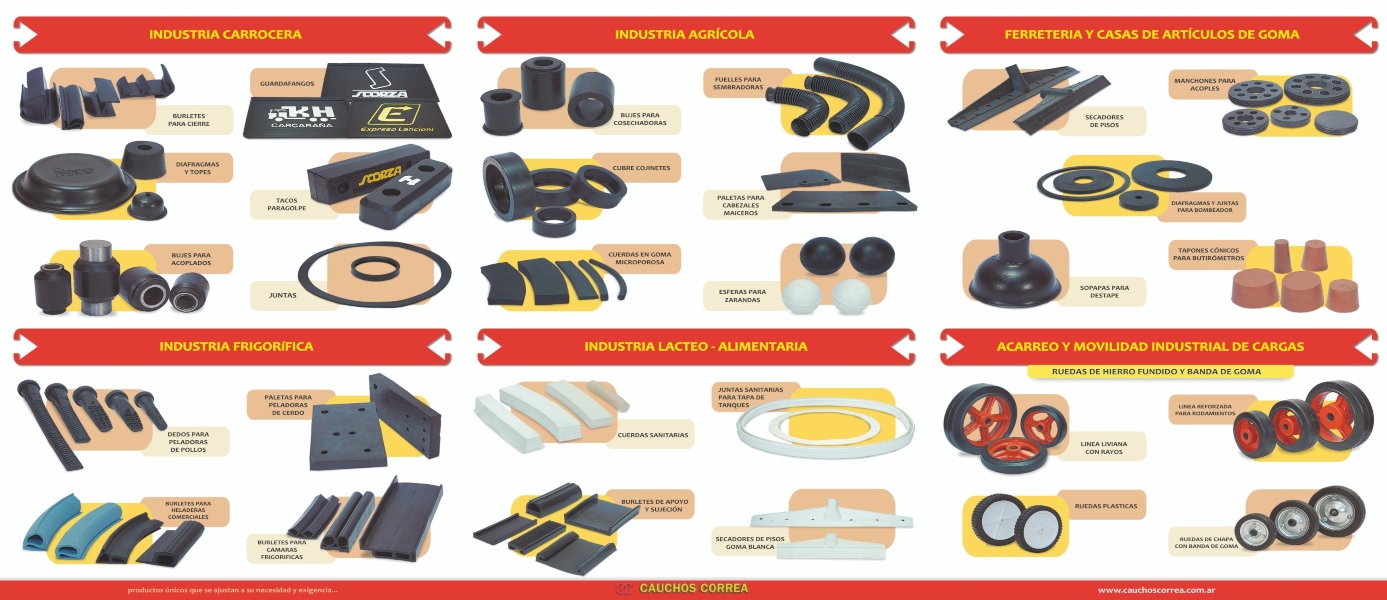 INDUSTRIA CARROCERA
BURLETES
PARA CIERRE
GUARDAFANGOS
SCORZA
KH
CARCARAÑA
Expreso Lancioni
DIAFRAGMAS
Y TOPES
TACOS
PARAGOLPE
SCORZA
BUJES PARA
ACOPLADOS
JUNTAS
INDUSTRIA AGRÍCOLA
BUJES PARA
COSECHADORAS
FUELLES PARA
SEMBRADORAS
CUBRE COJINETES
PALETAS PARA
CABEZALES
MAICEROS
CUERDAS EN GOMA
MICROPOROSA
ESFERAS PARA
ZARANDAS
FERRETERIA Y CASAS DE ARTÍCULOS DE GOMA
SECADORES
DE PISOS
MANCHONES PARA
ACOPLES
DIAFRAGMAS Y JUNTAS
PARA BOMBEADOR
SOPAPAS PARA
DESTAPE
TAPONES CÓNICOS
PARA BUTIRÓMETROS
INDUSTRIA FRIGORÍFICA
DEDOS PARA
PELADORAS
DE POLLOS
PALETAS PARA
PELADORAS
DE CERDO
BURLETES PARA
HELADERAS
COMERCIALES
BURLETES PARA
CAMARAS
FRIGORIFICAS
INDUSTRIA LACTEO - ALIMENTARIA
CUERDAS SANITARIAS
JUNTAS SANITARIAS
PARA TAPA DE
TANQUES
BURLETES DE APOYO
Y SUJECIÓN
SECADORES DE PISOS
GOMA BLANCA
ACARREO Y MOVILIDAD INDUSTRIAL DE CARGAS
RUEDAS DE HIERRO FUNDIDO Y BANDA DE GOMA
LINEA LIVIANA
CON RAYOS
LINEA REFORZADA
PARA RODAMIENTOS
RUEDAS PLASTICAS
RUEDAS DE CHAPA
CON BANDA DE GOMA
productos únicos que se ajustan a su necesidad y exigencia...
CAUCHOS CORREA
www.cauchoscorrea.com.ar